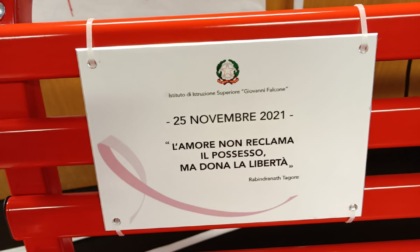 Istituto di Istruzione Superiore "Giovanni Falcone"
- 25 NOVEMBRE 2021 -
" L'AMORE NON RECLAMA
IL POSSESSO,
MA DONA LA LIBERTÀ „
Rabindranath Tagore